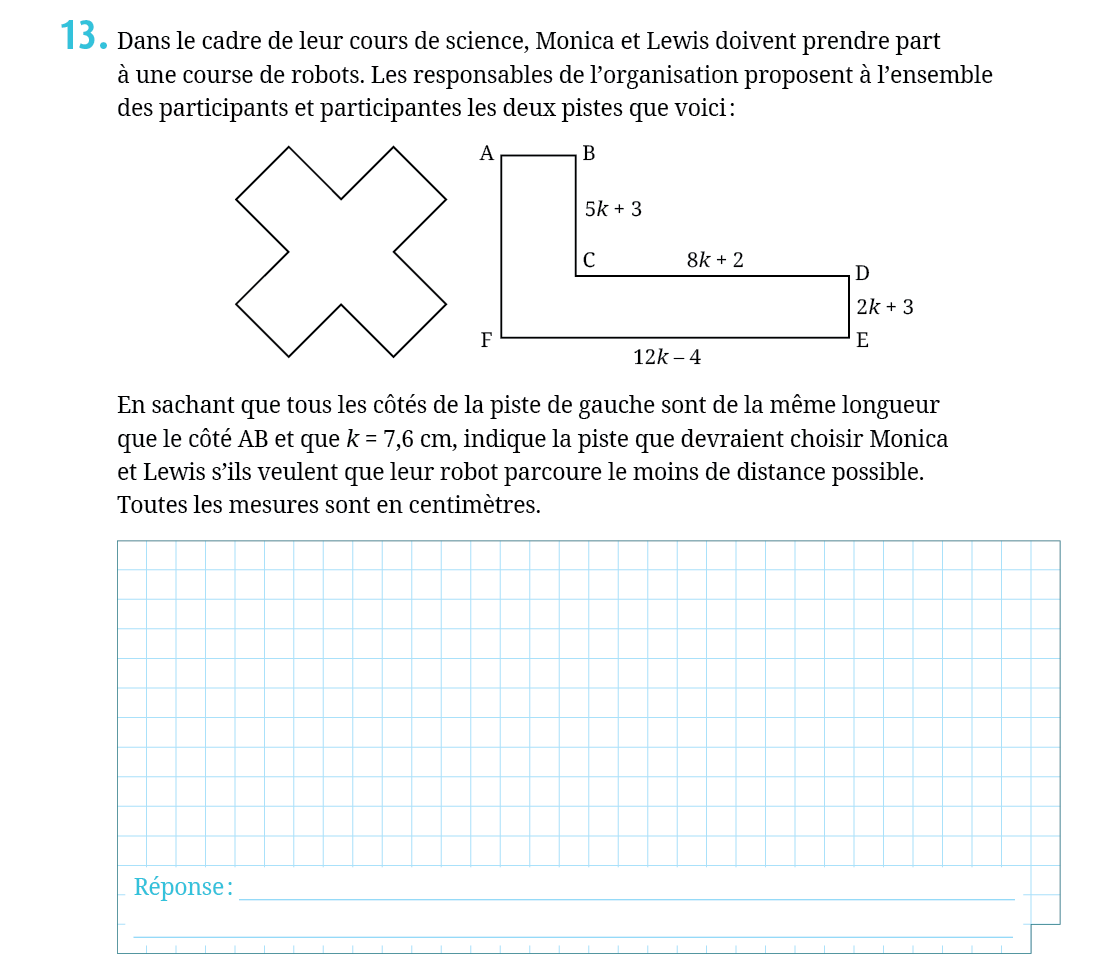 13. Dans le cadre de leur cours de science, Monica et Lewis doivent prendre part
à une course de robots. Les responsables de l’organisation proposent à l’ensemble
des participants et participantes les deux pistes que voici :
A
B
5k + 3
C
8k + 2
D
2k + 3
F
E
12k – 4
En sachant que tous les côtés de la piste de gauche sont de la même longueur
que le côté AB et que k = 7,6 cm, indique la piste que devraient choisir Monica
et Lewis s’ils veulent que leur robot parcoure le moins de distance possible.
Toutes les mesures sont en centimètres.
Réponse :